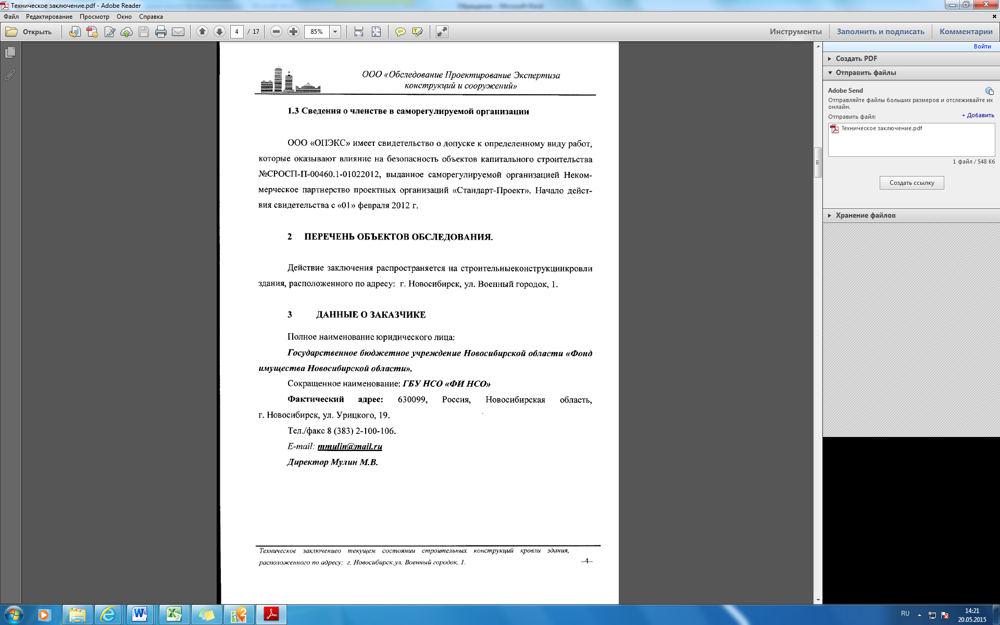 Техническое заключение.pdf - Adobe Reader
Файл Редактирование Просмотр Окно Справка
Открыть 4 / 17 85% Инструменты Заполнить и подписать Комментарии
ООО «Обследование Проектирование Экспертиза
конструкций и сооружений»
1.3 Сведения о членстве в саморегулируемой организации
ООО «ОПЭКС» имеет свидетельство о допуске к определенному виду работ,
которые оказывают влияние на безопасность объектов капитального строительства
№СРОСП-П-00460.1-01022012, выданное саморегулируемой организацией Неком-
мерческое партнерство проектных организаций «Стандарт-Проект». Начало дейст-
вия свидетельства с «01» февраля 2012 г.
2 ПЕРЕЧЕНЬ ОБЪЕКТОВ ОБСЛЕДОВАНИЯ.
Действие заключения распространяется на строительныеконструкциикровли
здания, расположенного по адресу: г. Новосибирск, ул. Военный городок, 1.
3 ДАННЫЕ О ЗАКАЗЧИКЕ
Полное наименование юридического лица:
Государственное бюджетное учреждение Новосибирской области «Фонд
имущества Новосибирской области».
Сокращенное наименование: ГБУ НСО «ФИ НСО»
Фактический адрес: 630099, Россия, Новосибирская область,
г. Новосибирск, ул. Урицкого, 19.
Тел./факс 8 (383) 2-100-106.
E-mail: mmulin@mail.ru
Директор Мулин М.В.
Техническое заключениео текущем состоянии строительных конструкций кровли здания,
расположенного по адресу: г. Новосибирск,ул. Военный городок, 1.
–4–
Войти
Создать PDF
Отправить файлы
Adobe Send
Отправляйте файлы больших размеров и отслеживайте их
онлайн.
Отправить файл: + Добавить
Техническое заключение.pdf
1 файл / 548 Кб
Создать ссылку
Хранение файлов
RU
14:21
20.05.2015